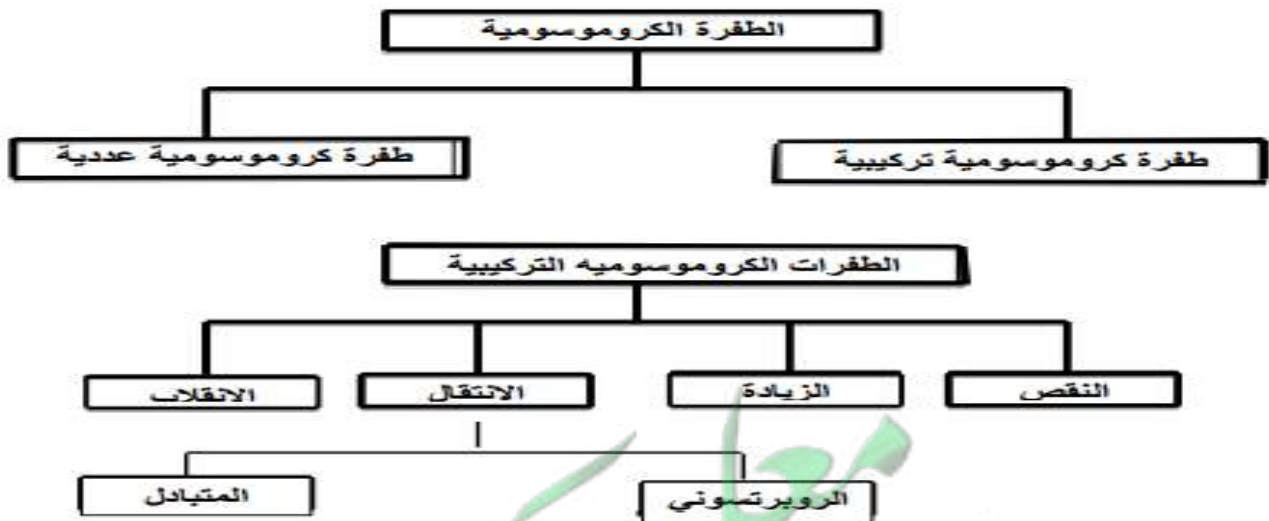 الطفرة الكروموسومية
طفرة كروموسومية تركيبية
طفرة كروموسومية عددية
الطفرات الكروموسوميه التركيبية
النقص
الزيادة
الانتقال
الانقلاب
الروبرتسوني
المتبادل